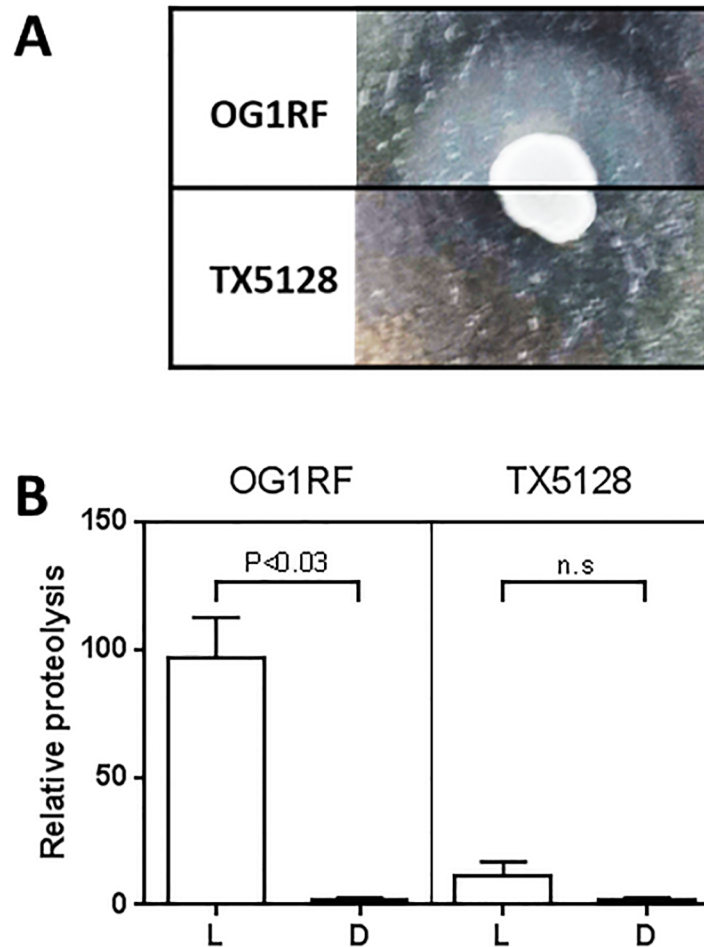 A
OG1RF
TX5128
B
OG1RF TX5128
150
P<0.03 n.s
100
50
0
Relative proteolysis
L D L D